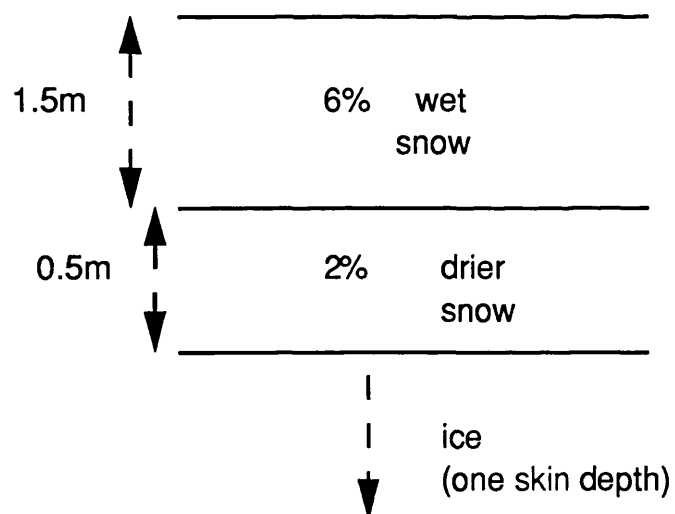 1.5m 6% wet
snow
0.5m 2% drier
snow
ice
(one skin depth)